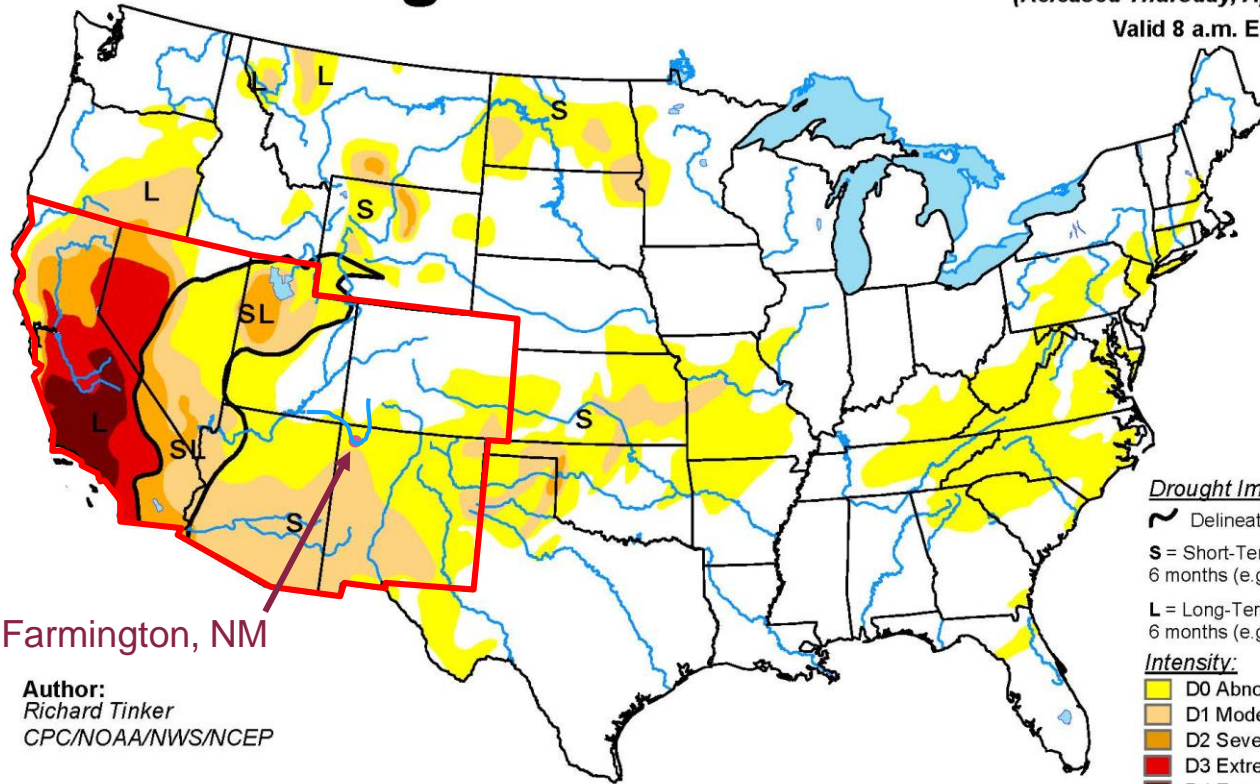 Valid 8 a.m. E
L
L
S
L
S
SL
S
L
SL
S
Farmington, NM
Author:
Richard Tinker
CPC/NOAA/NWS/NCEP
Drought Im
Delineat
S = Short-Ter
6 months (e.g
L = Long-Ter
6 months (e.g
Intensity:
D0 Abno
D1 Mode
D2 Seve
D3 Extre